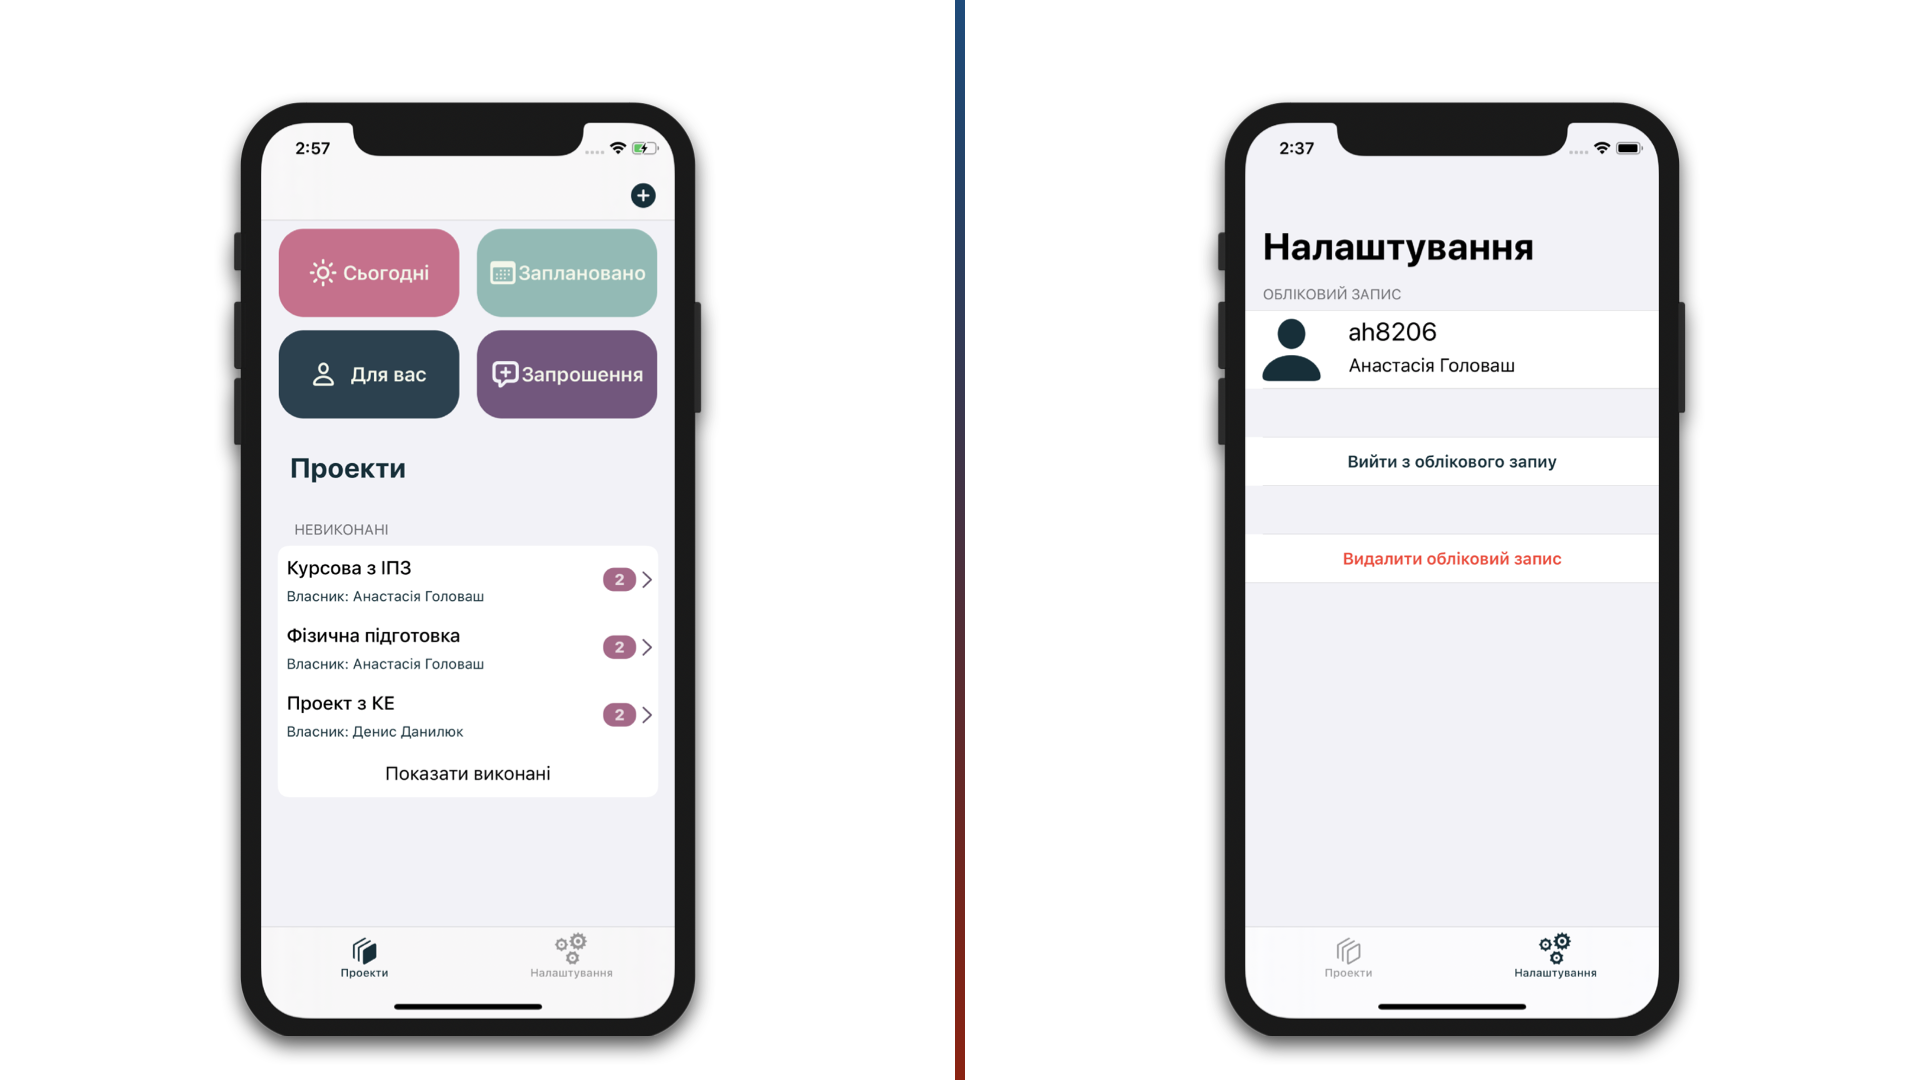 2:57
Сьогодні
Заплановано
Для вас
Запрошення
Проекти
НЕВИКОНАНІ
Курсова з ІПЗ
Власник: Анастасія Головаш
2
Фізична підготовка
Власник: Анастасія Головаш
2
Проект з КЕ
Власник: Денис Данилюк
2
Показати виконані
Проекти
Налаштування
2:37
Налаштування
ОБЛІКОВИЙ ЗАПИС
ah8206
Анастасія Головаш
Вийти з облікового запиу
Видалити обліковий запис
Проекти
Налаштування